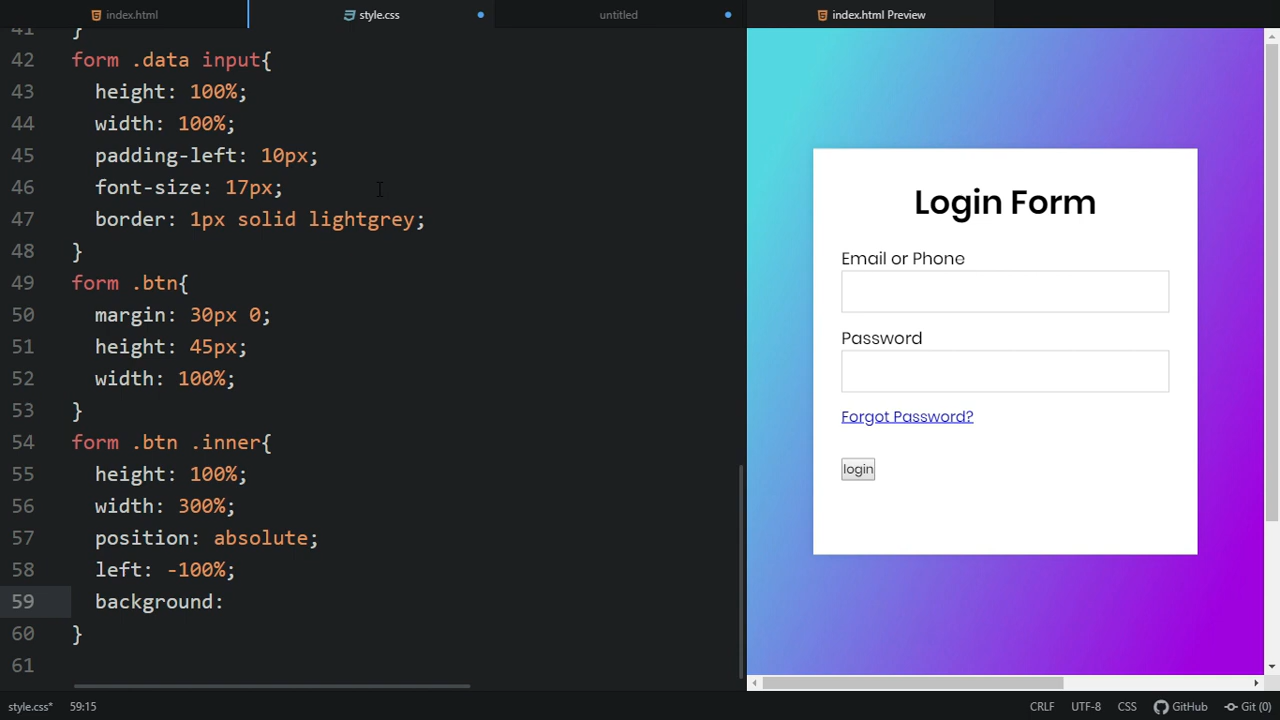 index.html
style.css
untitled
index.html Preview
41 }
42 form .data input{
43 height: 100%;
44 width: 100%;
45 padding-left: 10px;
46 font-size: 17px;
47 border: 1px solid lightgrey;
48 }
49 form .btn{
50 margin: 30px 0;
51 height: 45px;
52 width: 100%;
53 }
54 form .btn .inner{
55 height: 100%;
56 width: 300%;
57 position: absolute;
58 left: -100%;
59 background:
60 }
61
Login Form
Email or Phone
Password
Forgot Password?
login
style.css* 59:15 CRLF UTF-8 CSS GitHub Git (0)